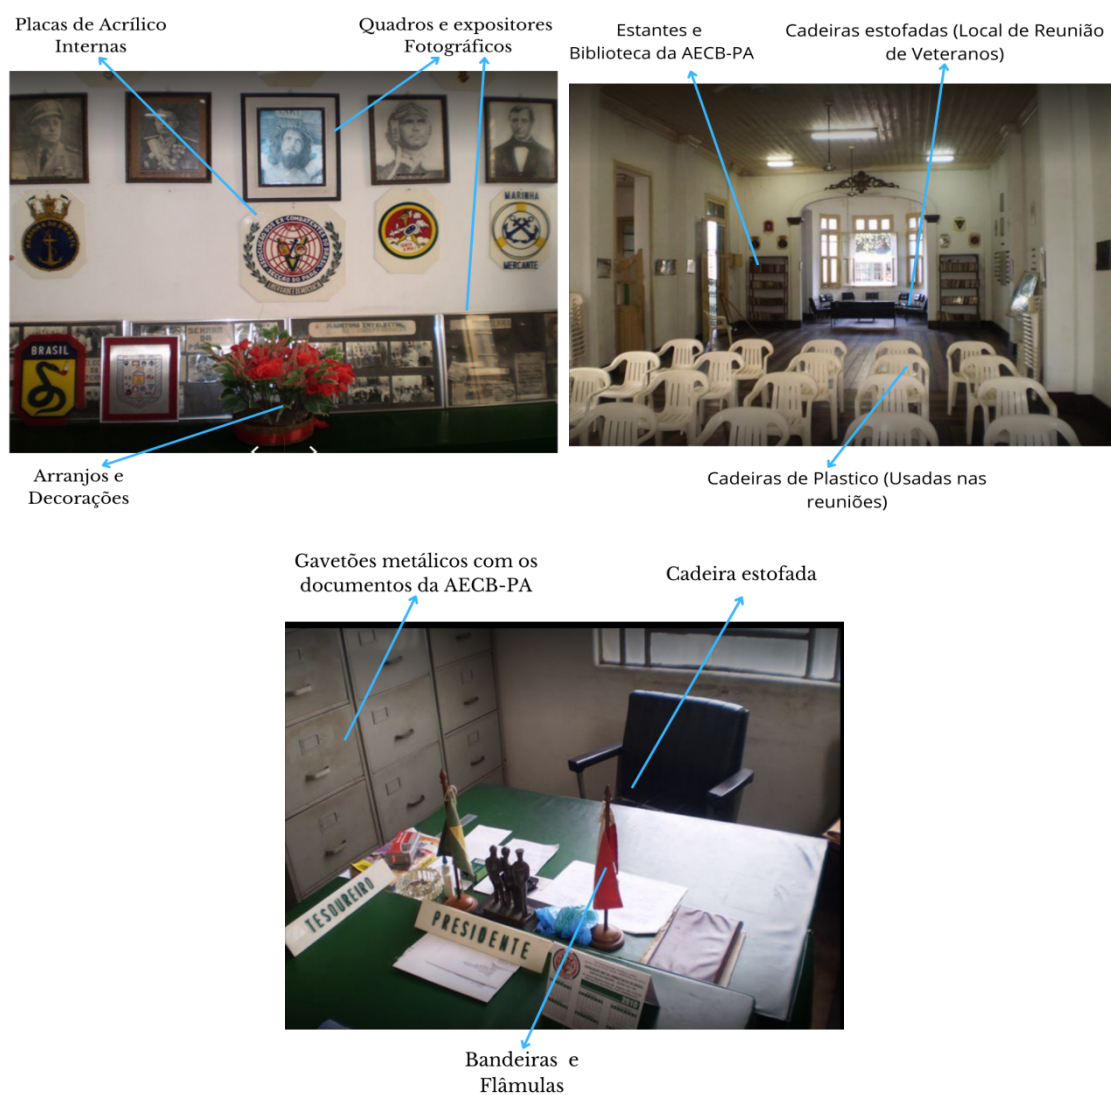 Placas de Acrílico
Internas
Quadros e expositores
Fotográficos
Estantes e
Biblioteca da AECB-PA
Cadeiras estofadas (Local de Reunião
de Veteranos)
MARINHA
MERCANTE
BRASIL
Arranjos e
Decorações
Cadeiras de Plastico (Usadas nas
reuniões)
Gavetões metálicos com os
documentos da AECB-PA
Cadeira estofada
TESOUREIRO
PRESIDENTE
2010
Bandeiras e
Flâmulas